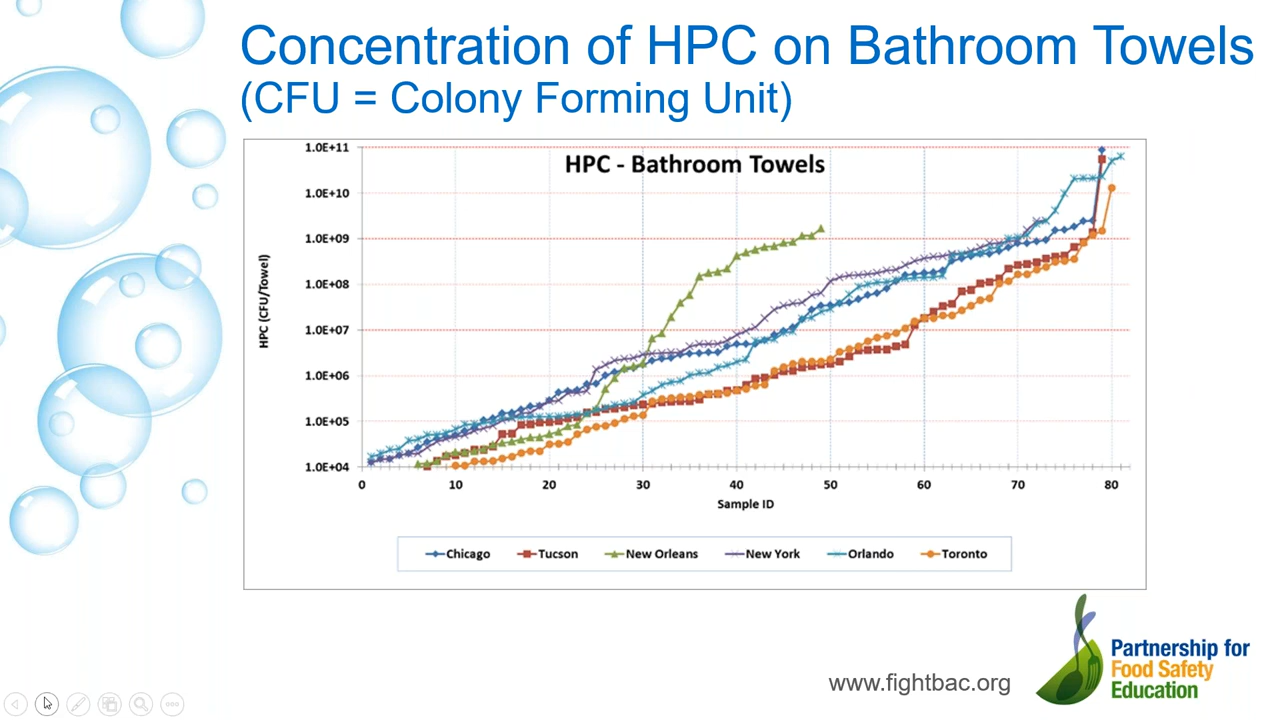 Concentration of HPC on Bathroom Towels
(CFU = Colony Forming Unit)
HPC - Bathroom Towels
1.0E+11
1.0E+10
1.0E+09
1.0E+08
1.0E+07
1.0E+06
1.0E+05
1.0E+04
HPC (CFU/Towel)
0 10 20 30 40 50 60 70 80
Sample ID
Chicago Tucson New Orleans New York Orlando Toronto
www.fightbac.org
Partnership for
Food Safety
Education